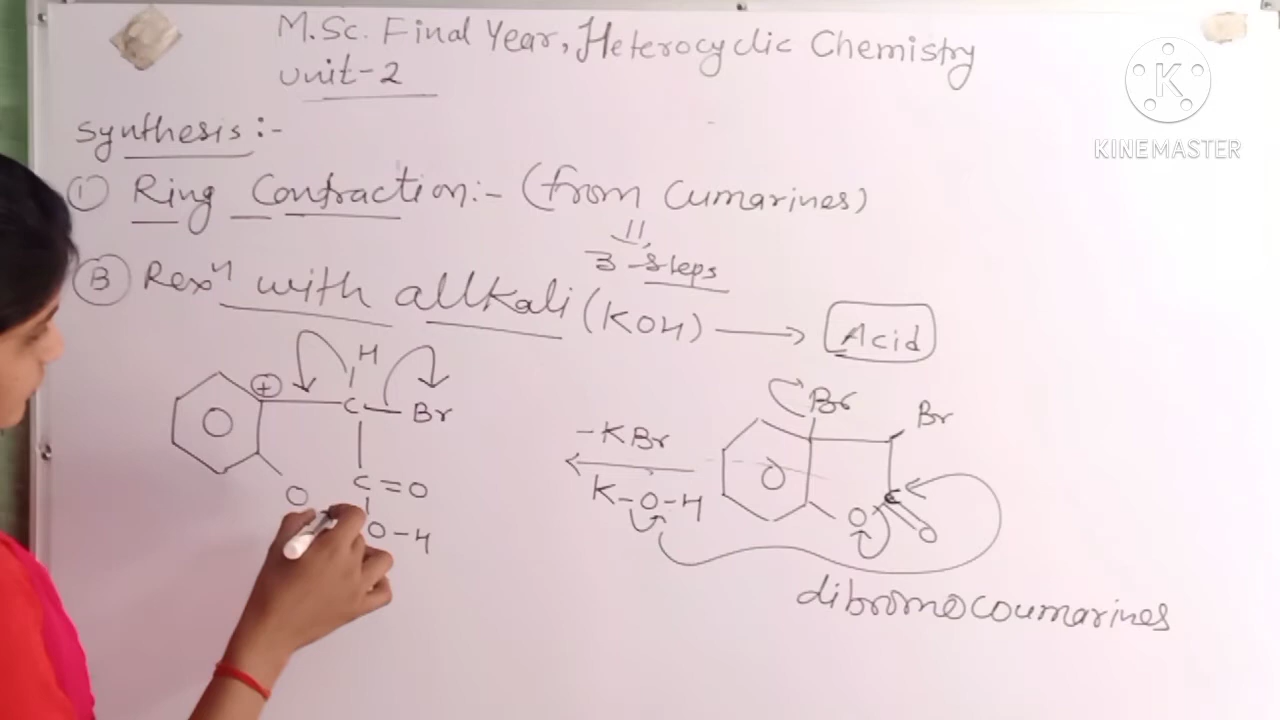 M.Sc. Final Year, Heterocyclic Chemistry
Unit-2
Synthesis:-
① Ring Contraction:- (from Cumarines)
3-Steps
Ⓑ Rexⁿ with allkali (KOH) → Acid
H
⊕
C-Br
C=O
O
O-H
-KBr
K-O-H
Br
Br
C
O
O
dibromocoumarines
K
KINEMASTER